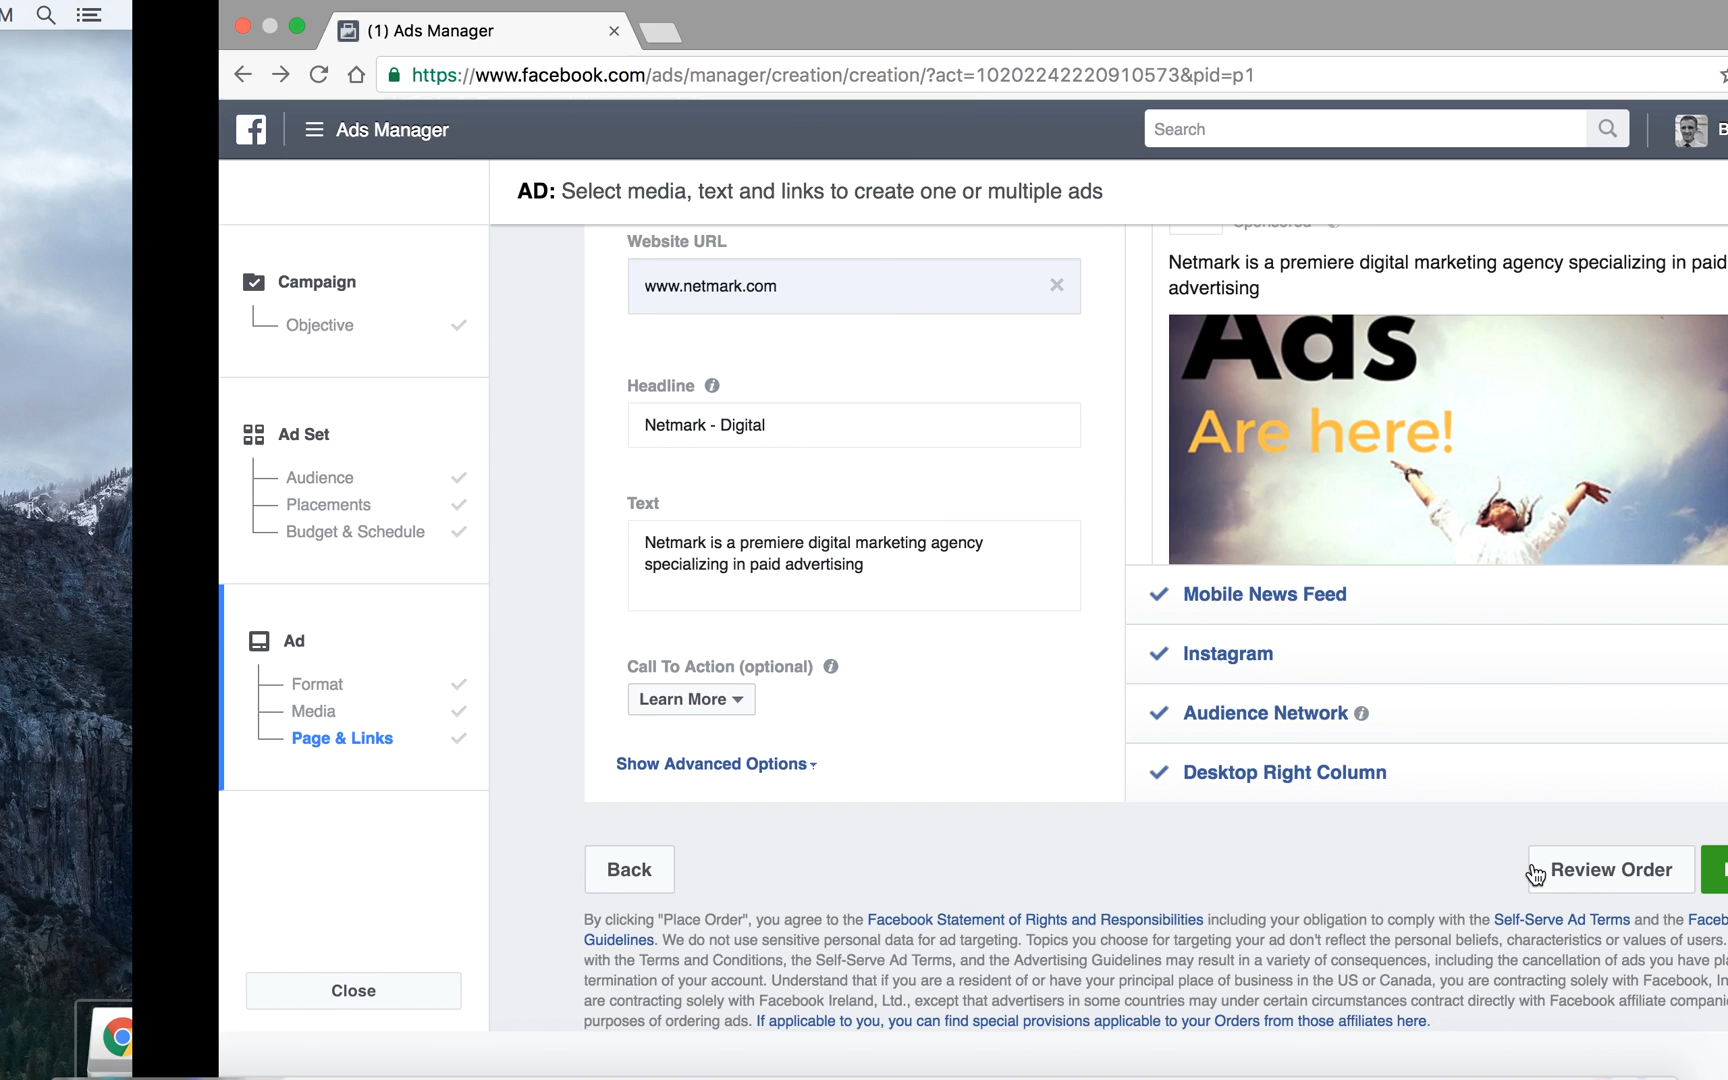 M
(1) Ads Manager
https://www.facebook.com/ads/manager/creation/creation/?act=10202242220910573&pid=p1
Ads Manager
Search
AD: Select media, text and links to create one or multiple ads
Campaign
Objective
Ad Set
Audience
Placements
Budget & Schedule
Ad
Format
Media
Page & Links
Close
Website URL
www.netmark.com
Headline
Netmark - Digital
Text
Netmark is a premiere digital marketing agency
specializing in paid advertising
Call To Action (optional)
Learn More
Show Advanced Options
Netmark is a premiere digital marketing agency specializing in paid
advertising
Ads
Are here!
Mobile News Feed
Instagram
Audience Network
Desktop Right Column
Back
Review Order
By clicking "Place Order", you agree to the Facebook Statement of Rights and Responsibilities including your obligation to comply with the Self-Serve Ad Terms and the Faceb
Guidelines. We do not use sensitive personal data for ad targeting. Topics you choose for targeting your ad don't reflect the personal beliefs, characteristics or values of users.
with the Terms and Conditions, the Self-Serve Ad Terms, and the Advertising Guidelines may result in a variety of consequences, including the cancellation of ads you have pl
termination of your account. Understand that if you are a resident of or have your principal place of business in the US or Canada, you are contracting solely with Facebook, In
are contracting solely with Facebook Ireland, Ltd., except that advertisers in some countries may under certain circumstances contract directly with Facebook affiliate compani
purposes of ordering ads. If applicable to you, you can find special provisions applicable to your Orders from those affiliates here.